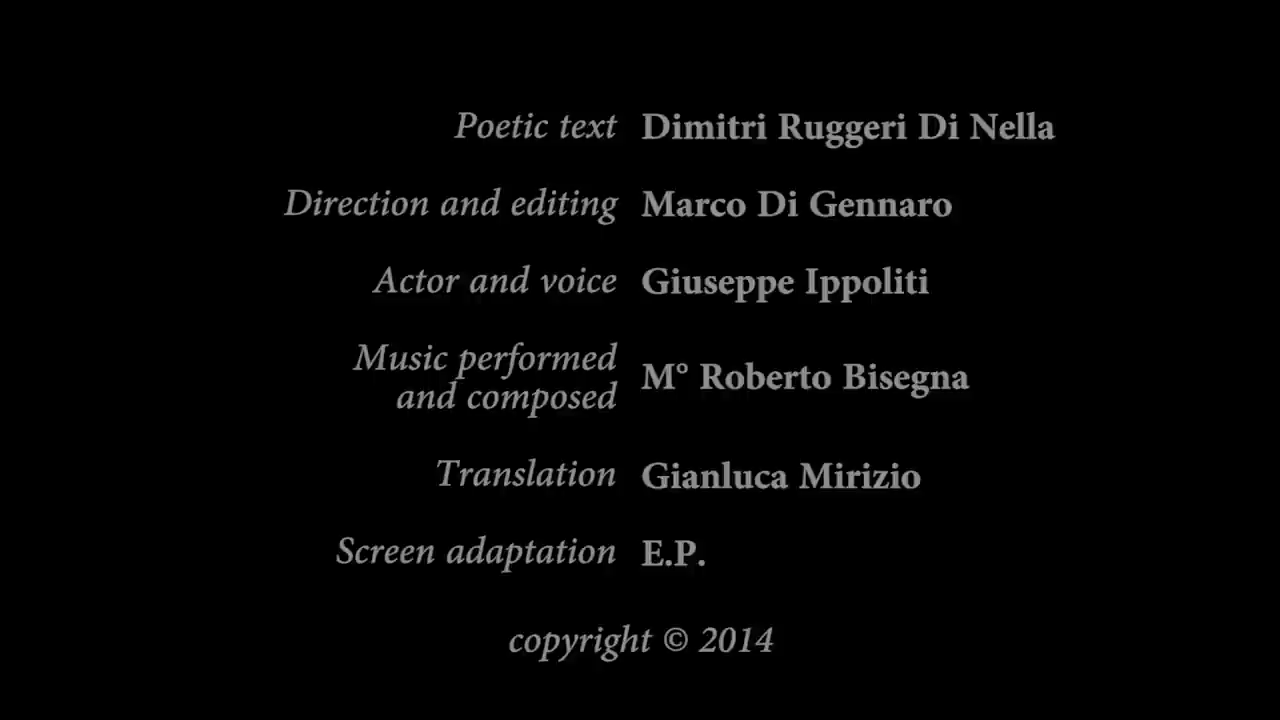 Poetic text Dimitri Ruggeri Di Nella
Direction and editing Marco Di Gennaro
Actor and voice Giuseppe Ippoliti
Music performed
and composed M° Roberto Bisegna
Translation Gianluca Mirizio
Screen adaptation E.P.
copyright © 2014